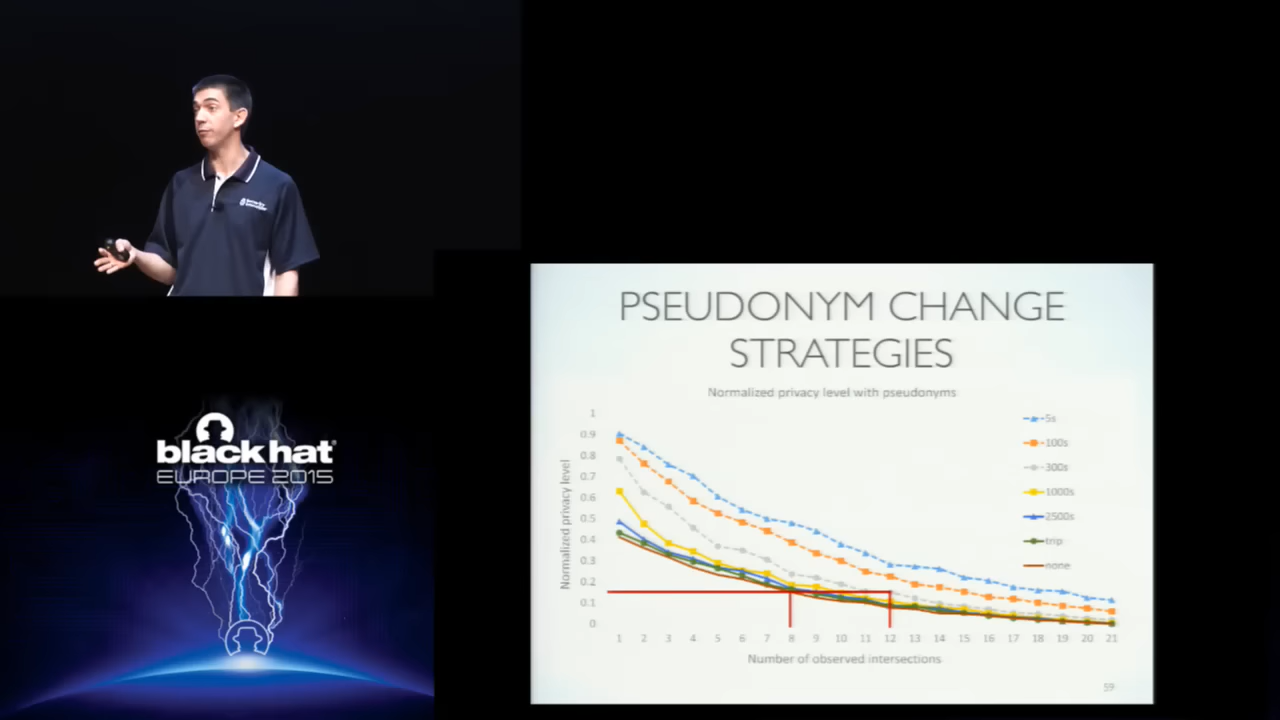 black hat
EUROPE 2015
PSEUDONYM CHANGE
STRATEGIES
Normalized privacy level with pseudonyms
Normalized privacy level
1
0.9
0.8
0.7
0.6
0.5
0.4
0.3
0.2
0.1
0
1 2 3 4 5 6 7 8 9 10 11 12 13 14 15 16 17 18 19 20 21
Number of observed intersections
5s
100s
300s
1000s
2500s
trip
none
59